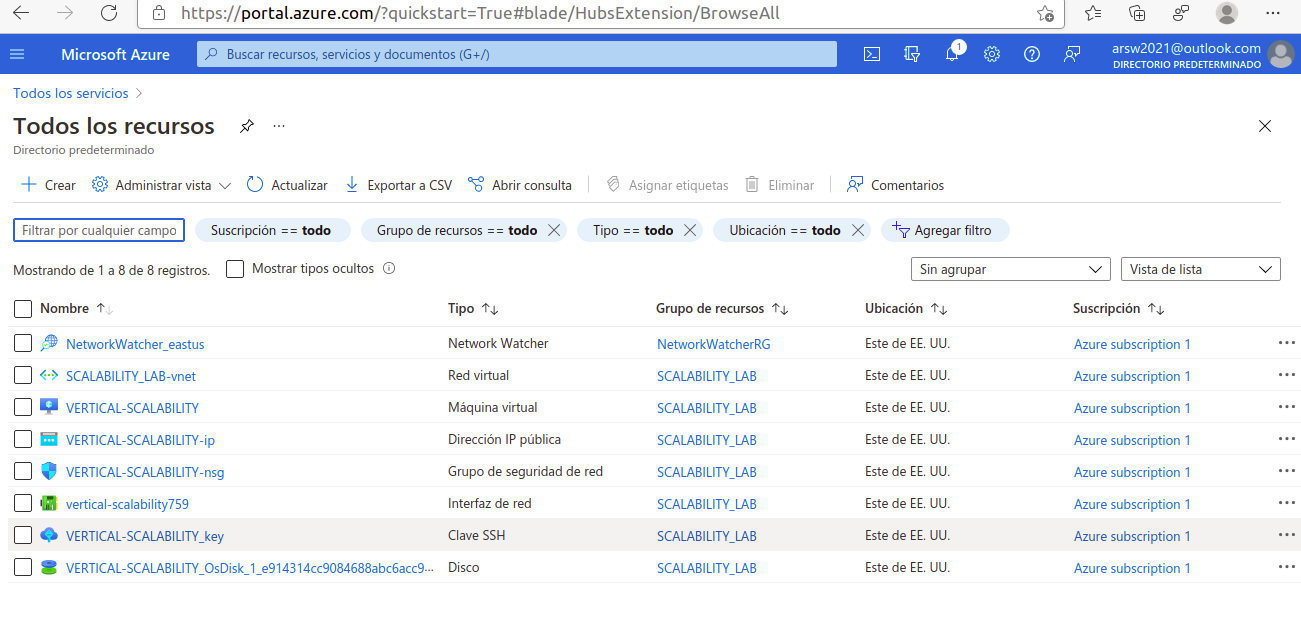 https://portal.azure.com/?quickstart=True#blade/HubsExtension/BrowseAll
Microsoft Azure Buscar recursos, servicios y documentos (G+/) 1 arsw2021@outlook.com
DIRECTORIO PREDETERMINADO
Todos los servicios >
Todos los recursos ...
Directorio predeterminado
Crear Administrar vista Actualizar Exportar a CSV Abrir consulta Asignar etiquetas Eliminar Comentarios
Filtrar por cualquier campo Suscripción == todo Grupo de recursos == todo Tipo == todo Ubicación == todo Agregar filtro
Mostrando de 1 a 8 de 8 registros. Mostrar tipos ocultos Sin agrupar Vista de lista
Nombre Tipo Grupo de recursos Ubicación Suscripción
NetworkWatcher_eastus Network Watcher NetworkWatcherRG Este de EE. UU. Azure subscription 1
SCALABILITY_LAB-vnet Red virtual SCALABILITY_LAB Este de EE. UU. Azure subscription 1
VERTICAL-SCALABILITY Máquina virtual SCALABILITY_LAB Este de EE. UU. Azure subscription 1
VERTICAL-SCALABILITY-ip Dirección IP pública SCALABILITY_LAB Este de EE. UU. Azure subscription 1
VERTICAL-SCALABILITY-nsg Grupo de seguridad de red SCALABILITY_LAB Este de EE. UU. Azure subscription 1
vertical-scalability759 Interfaz de red SCALABILITY_LAB Este de EE. UU. Azure subscription 1
VERTICAL-SCALABILITY_key Clave SSH SCALABILITY_LAB Este de EE. UU. Azure subscription 1
VERTICAL-SCALABILITY_OsDisk_1_e914314cc9084688abc6acc9... Disco SCALABILITY_LAB Este de EE. UU. Azure subscription 1